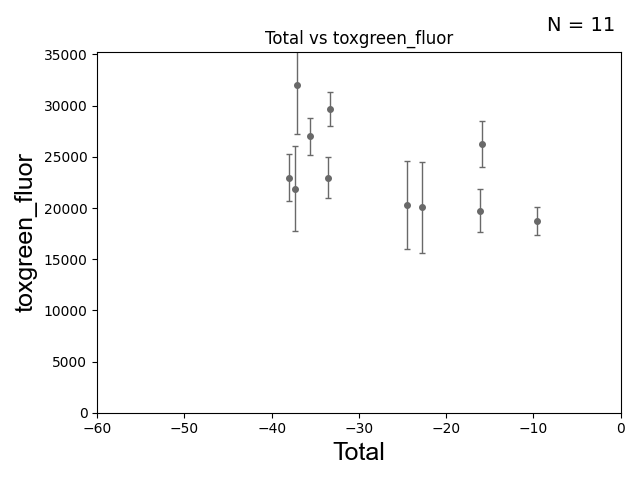 N = 11
Total vs toxgreen_fluor
35000
30000
25000
20000
15000
10000
5000
0
toxgreen_fluor
−60 −50 −40 −30 −20 −10 0
Total